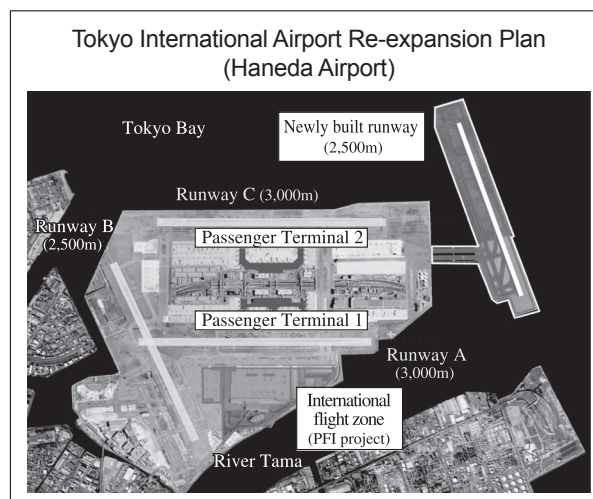 Tokyo International Airport Re-expansion Plan
(Haneda Airport)
Tokyo Bay
Newly built runway
(2,500m)
Runway C (3,000m)
Runway B
(2,500m)
Passenger Terminal 2
Passenger Terminal 1
Runway A
(3,000m)
International
flight zone
(PFI project)
River Tama